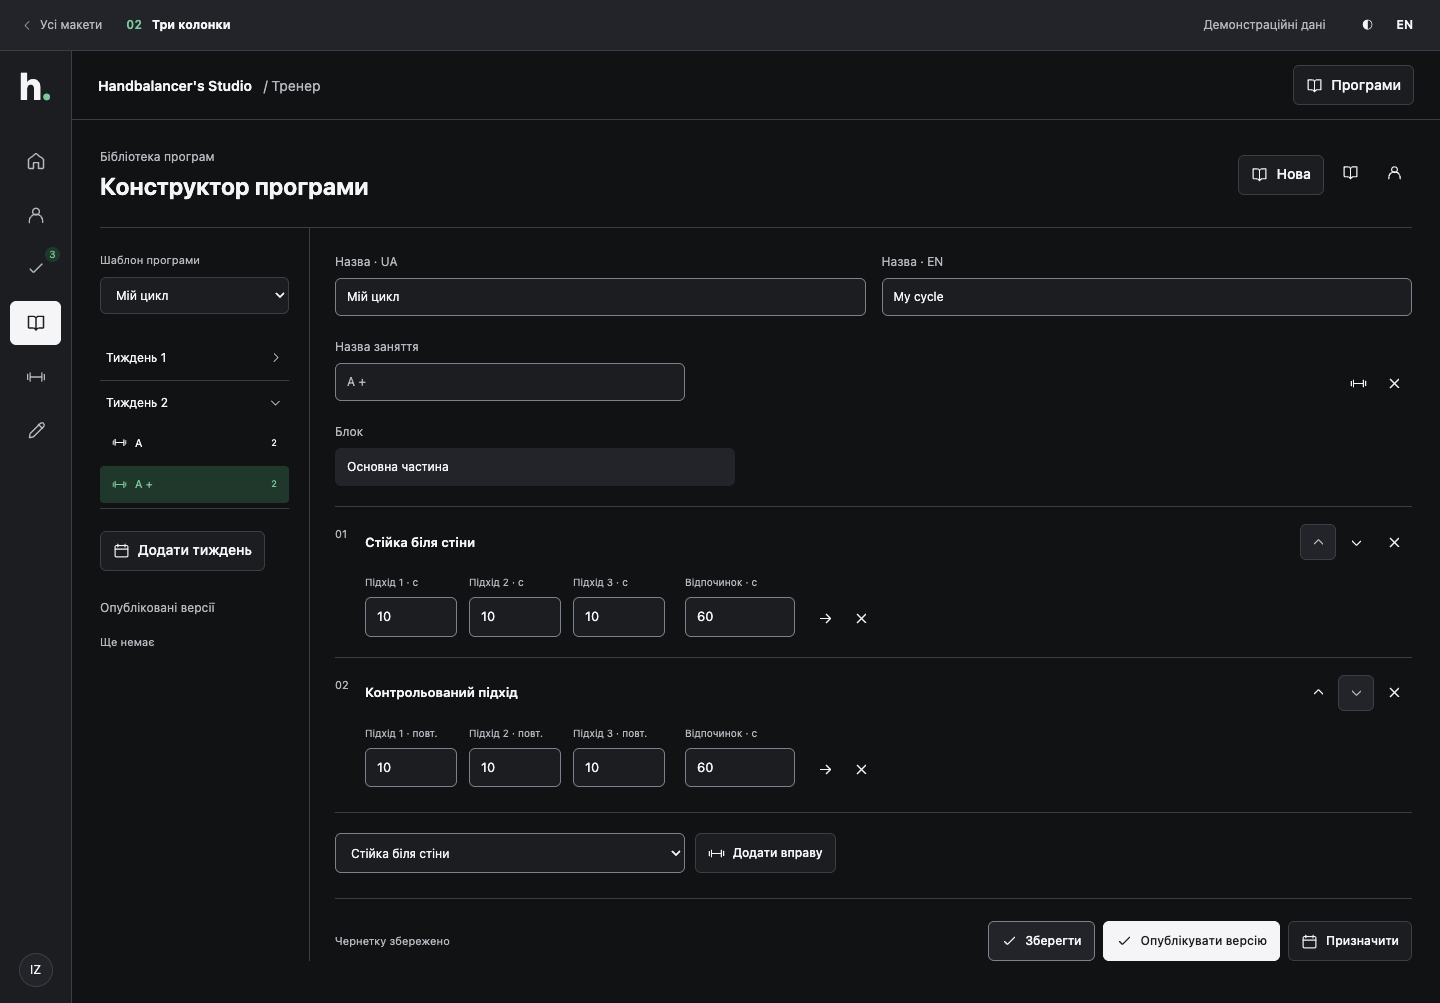 Усі макети 02 Три колонки Демонстраційні дані EN
h.
Handbalancer's Studio / Тренер Програми
Бібліотека програм
Конструктор програми
Нова
3
Шаблон програми
Мій цикл
Тиждень 1
Тиждень 2
A 2
A + 2
Додати тиждень
Опубліковані версії
Ще немає
Назва · UA Назва · EN
Мій цикл My cycle
Назва заняття
A +
Блок
Основна частина
01 Стійка біля стіни
Підхід 1 · с Підхід 2 · с Підхід 3 · с Відпочинок · с
10 10 10 60
02 Контрольований підхід
Підхід 1 · повт. Підхід 2 · повт. Підхід 3 · повт. Відпочинок · с
10 10 10 60
Стійка біля стіни Додати вправу
Чернетку збережено Зберегти Опублікувати версію Призначити
IZ